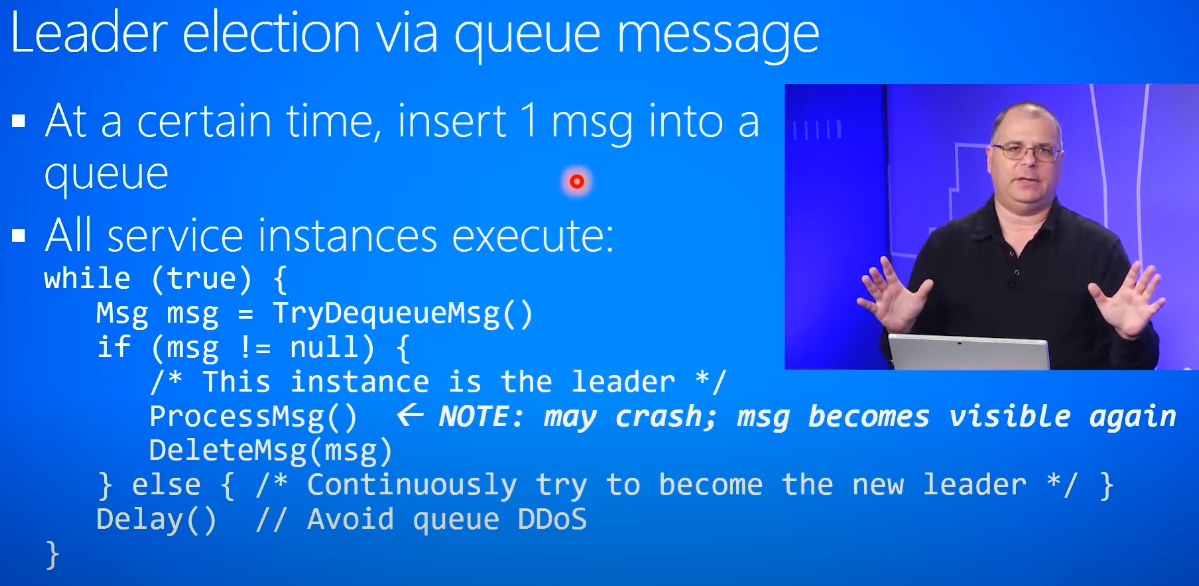 Leader election via queue message
▪ At a certain time, insert 1 msg into a
queue
▪ All service instances execute:
while (true) {
   Msg msg = TryDequeueMsg()
   if (msg != null) {
      /* This instance is the leader */
      ProcessMsg()  ← NOTE: may crash; msg becomes visible again
      DeleteMsg(msg)
   } else { /* Continuously try to become the new leader */ }
   Delay()  // Avoid queue DDoS
}